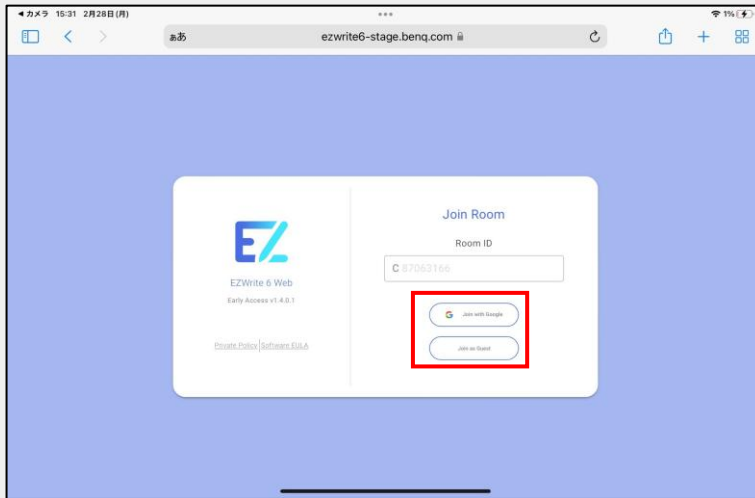 カメラ 15:31 2月28日(月) 1%
ぁあ ezwrite6-stage.benq.com
Join Room
Room ID
C 87063166
EZ
EZWrite 6 Web
Early Access v1.4.0.1
Join with Google
Join as Guest
Private Policy Software EULA